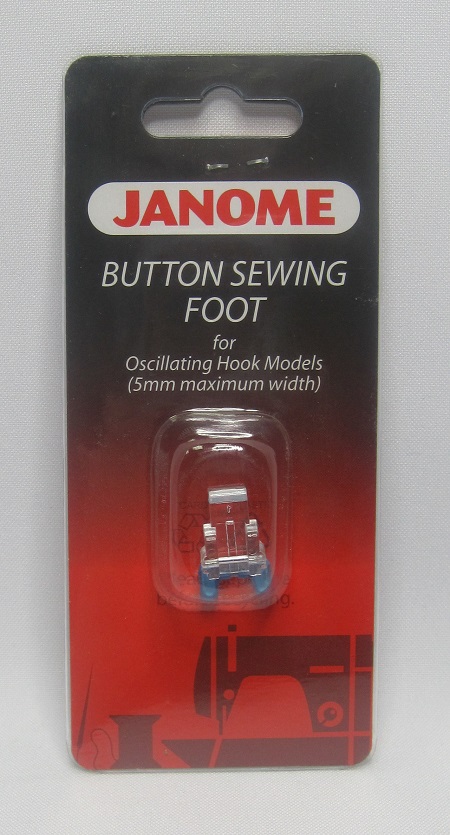 JANOME
BUTTON SEWING
FOOT
for
Oscillating Hook Models
(5mm maximum width)